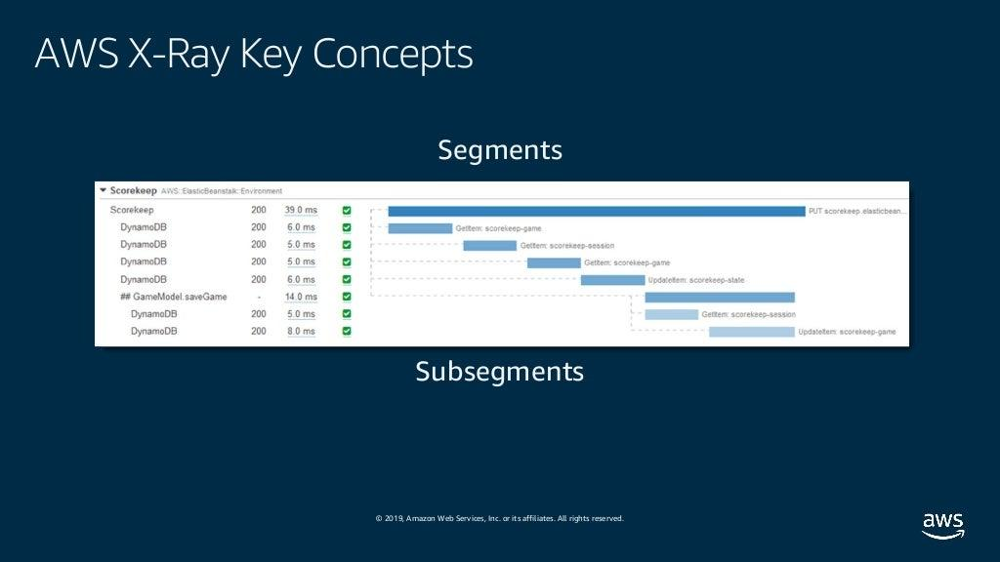 AWS X-Ray Key Concepts
Segments
Scorekeep AWS::ElasticBeanstalk::Environment
Scorekeep 200 39.0 ms PUT scorekeep.elasticbean...
DynamoDB 200 6.0 ms GetItem: scorekeep-game
DynamoDB 200 5.0 ms GetItem: scorekeep-session
DynamoDB 200 5.0 ms GetItem: scorekeep-game
DynamoDB 200 6.0 ms UpdateItem: scorekeep-state
## GameModel.saveGame - 14.0 ms
DynamoDB 200 5.0 ms GetItem: scorekeep-session
DynamoDB 200 8.0 ms UpdateItem: scorekeep-game
Subsegments
© 2019, Amazon Web Services, Inc. or its affiliates. All rights reserved.
aws